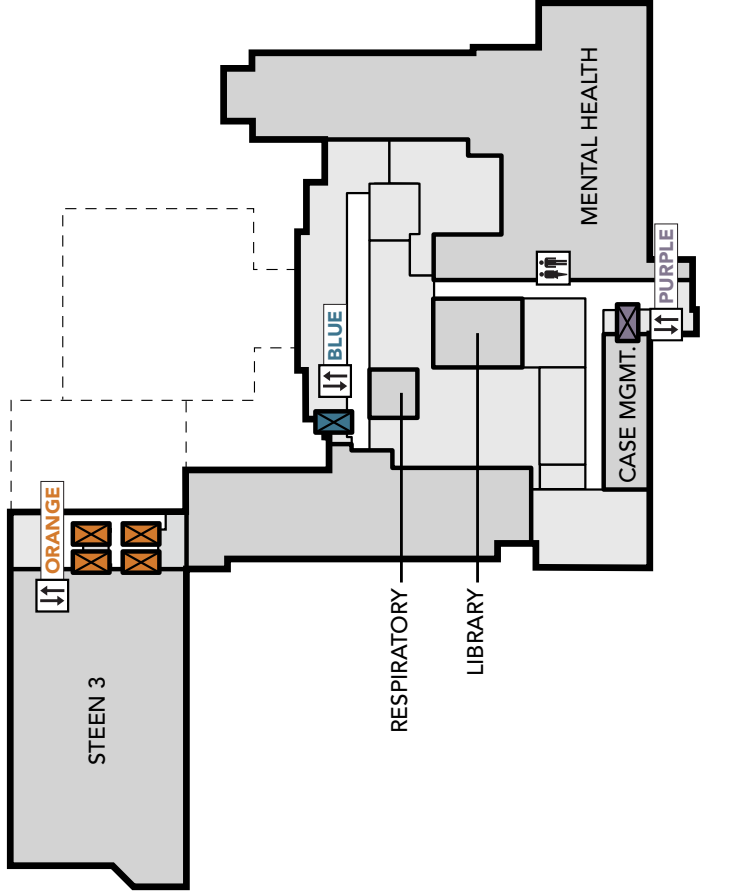 MENTAL HEALTH
PURPLE
BLUE
CASE MGMT.
ORANGE
RESPIRATORY
LIBRARY
STEEN 3